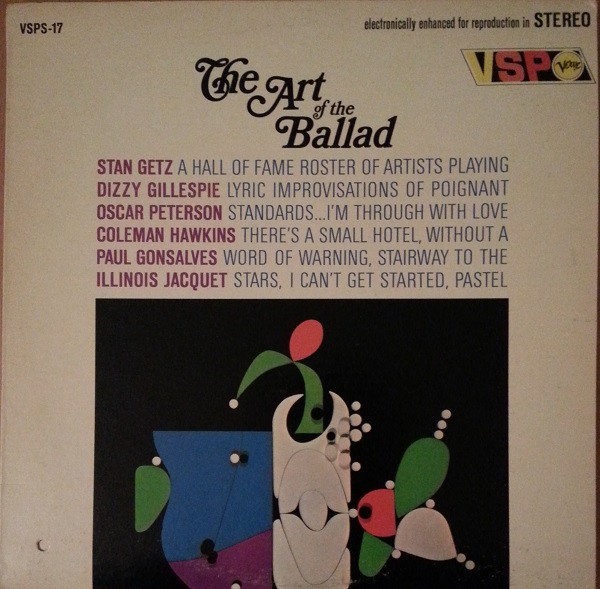 VSPS-17
electronically enhanced for reproduction in STEREO
VSP Verve
The Art
of the
Ballad
STAN GETZ A HALL OF FAME ROSTER OF ARTISTS PLAYING
DIZZY GILLESPIE LYRIC IMPROVISATIONS OF POIGNANT
OSCAR PETERSON STANDARDS...I'M THROUGH WITH LOVE
COLEMAN HAWKINS THERE'S A SMALL HOTEL, WITHOUT A
PAUL GONSALVES WORD OF WARNING, STAIRWAY TO THE
ILLINOIS JACQUET STARS, I CAN'T GET STARTED, PASTEL